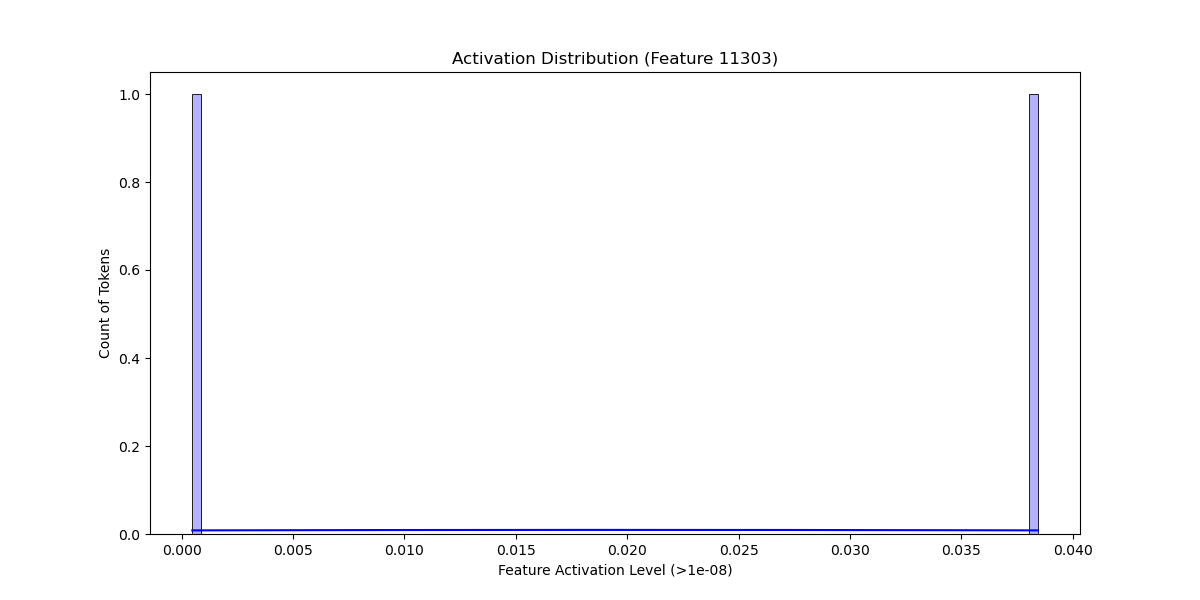 Activation Distribution (Feature 11303)
1.0
0.8
0.6
0.4
0.2
0.0
Count of Tokens
0.000 0.005 0.010 0.015 0.020 0.025 0.030 0.035 0.040
Feature Activation Level (>1e-08)